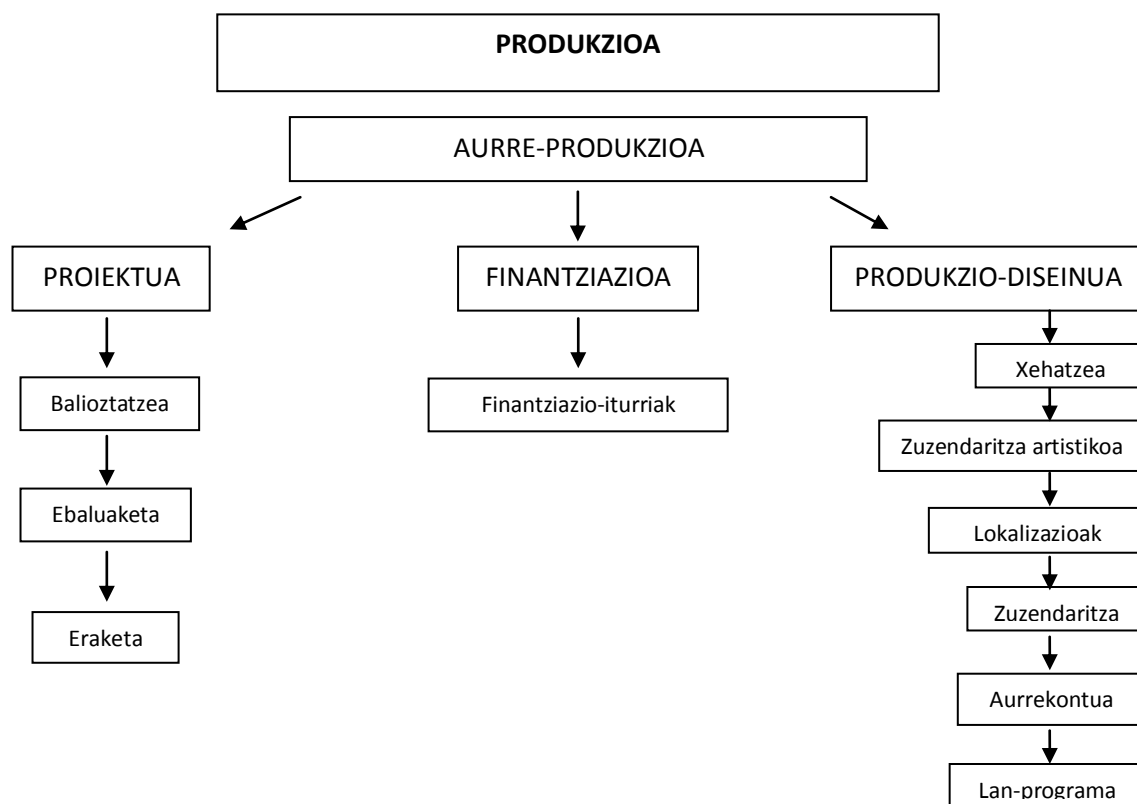 PRODUKZIOA
AURRE-PRODUKZIOA
PROIEKTUA
FINANTZIAZIOA
PRODUKZIO-DISEINUA
Balioztatzea
Ebaluaketa
Eraketa
Finantziazio-iturriak
Xehatzea
Zuzendaritza artistikoa
Lokalizazioak
Zuzendaritza
Aurrekontua
Lan-programa